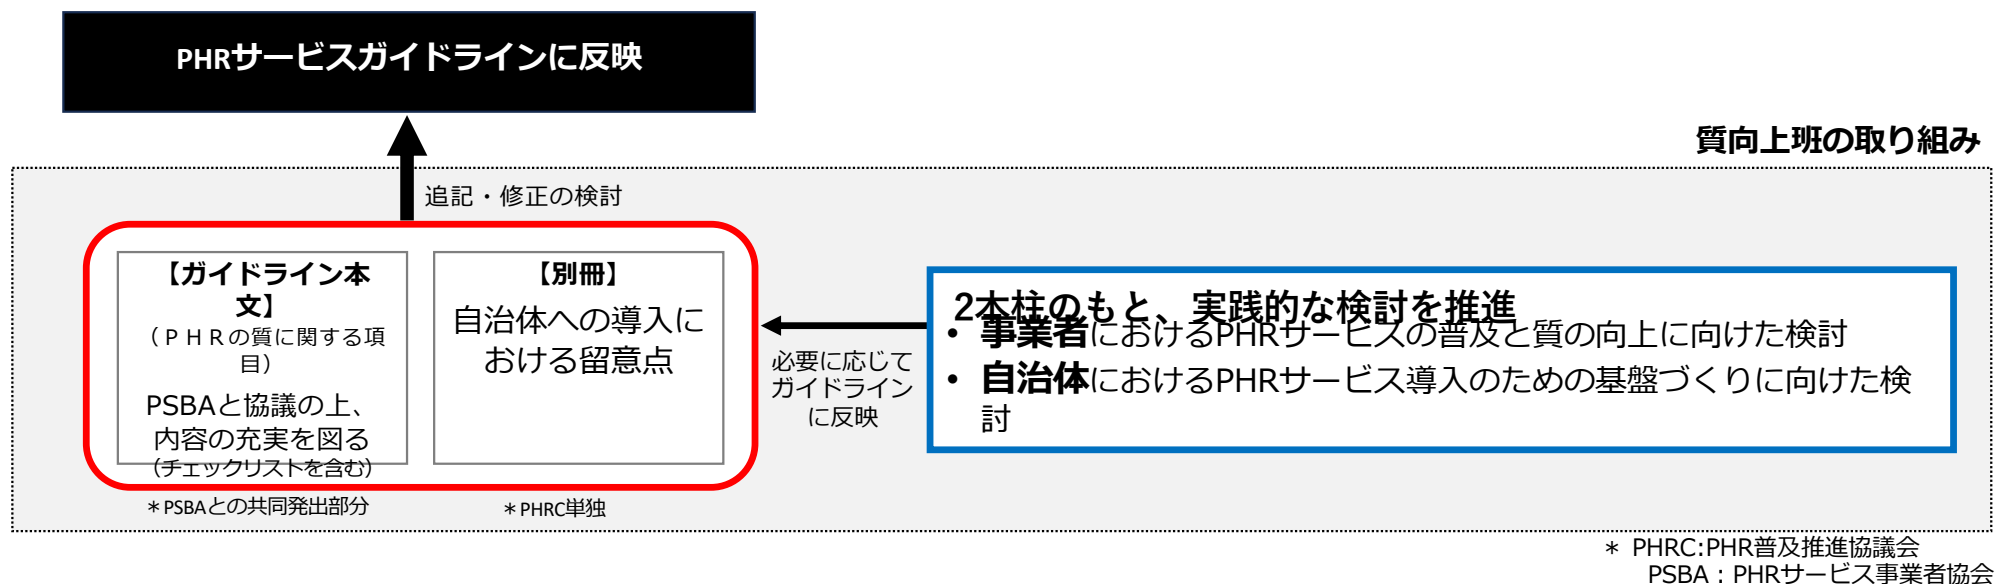 PHRサービスガイドラインに反映
質向上班の取り組み
追記・修正の検討
【ガイドライン本
文】
（ＰＨＲの質に関する項
目）
PSBAと協議の上、
内容の充実を図る
（チェックリストを含む）
＊PSBAとの共同発出部分
【別冊】
自治体への導入に
おける留意点
＊PHRC単独
必要に応じて
ガイドライン
に反映
2本柱のもと、実践的な検討を推進
• 事業者におけるPHRサービスの普及と質の向上に向けた検討
• 自治体におけるPHRサービス導入のための基盤づくりに向けた検
討
＊ PHRC:PHR普及推進協議会
PSBA：PHRサービス事業者協会